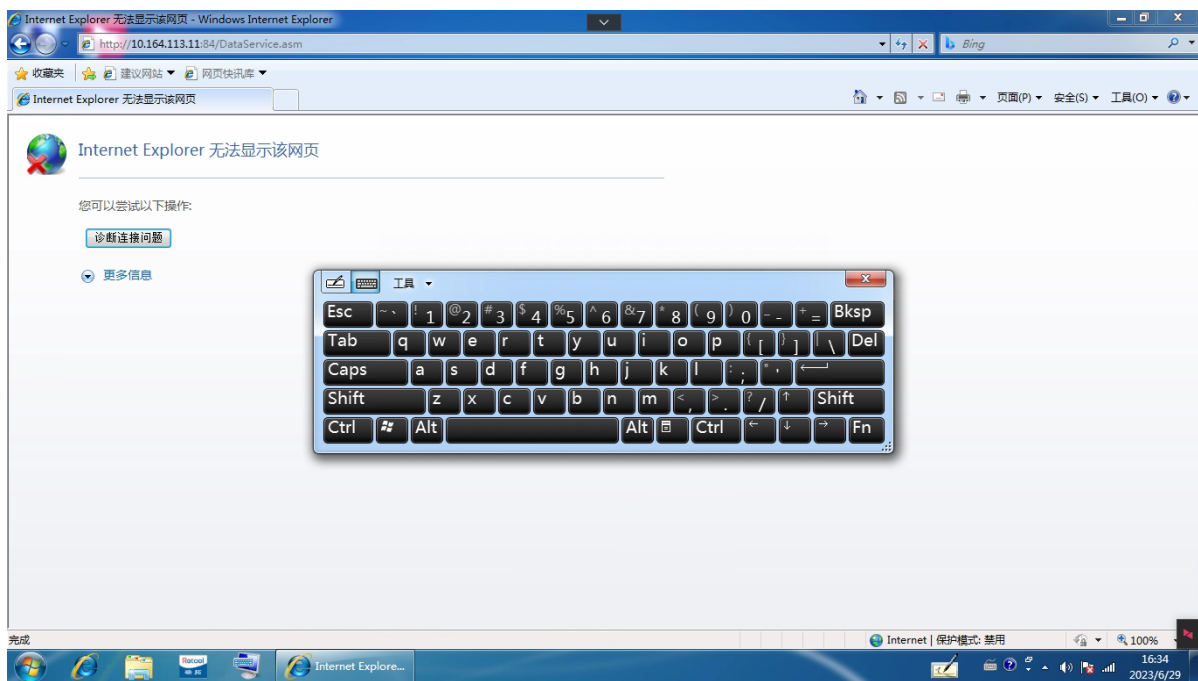 Internet Explorer 无法显示该网页 - Windows Internet Explorer
http://10.164.113.11:84/DataService.asm
Bing
收藏夹 建议网站 网页快讯库
Internet Explorer 无法显示该网页
页面(P) 安全(S) 工具(O)
Internet Explorer 无法显示该网页
您可以尝试以下操作:
诊断连接问题
更多信息
工具
Esc ~ ` ! 1 @ 2 # 3 $ 4 % 5 ^ 6 & 7 * 8 ( 9 ) 0 - - + = Bksp
Tab q w e r t y u i o p { [ } ] | \ Del
Caps a s d f g h j k l : ; " '
Shift z x c v b n m < , > . ? / ↑ Shift
Ctrl Alt Alt Ctrl ← ↓ → Fn
完成
Internet | 保护模式: 禁用
100%
Ratool
Internet Explore...
16:34
2023/6/29